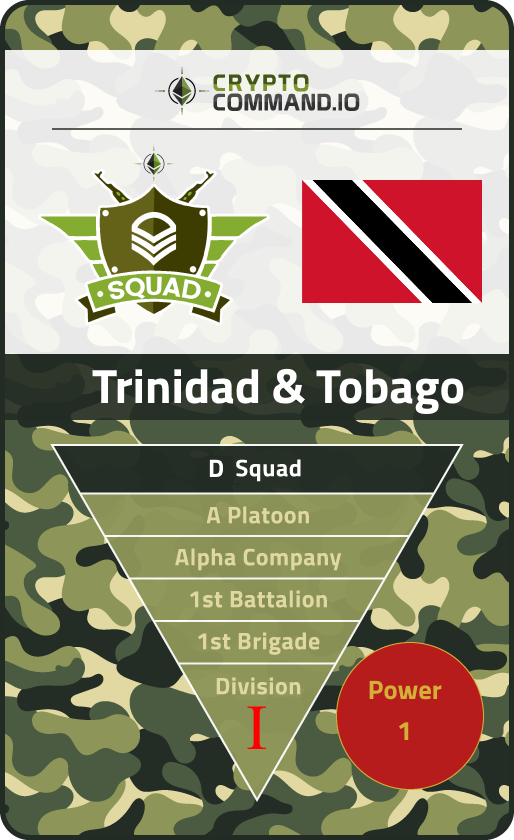 CRYPTO
COMMAND.IO
SQUAD
Trinidad & Tobago
D Squad
A Platoon
Alpha Company
1st Battalion
1st Brigade
Division
I
Power
1